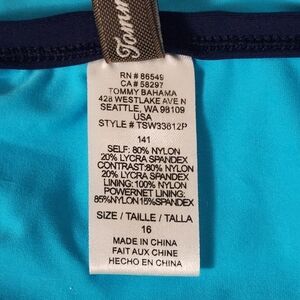 Tomm
RN # 86549
CA # 58297
TOMMY BAHAMA
428 WESTLAKE AVE N
SEATTLE, WA 98109
USA
STYLE # TSW33812P
141
SELF: 80% NYLON
20% LYCRA SPANDEX
CONTRAST:80% NYLON
20% LYCRA SPANDEX
LINING: 100% NYLON
POWERNET LINING:
85%NYLON 15%SPANDEX
SIZE / TAILLE / TALLA
16
MADE IN CHINA
FAIT AUX CHINE
HECHO EN CHINA